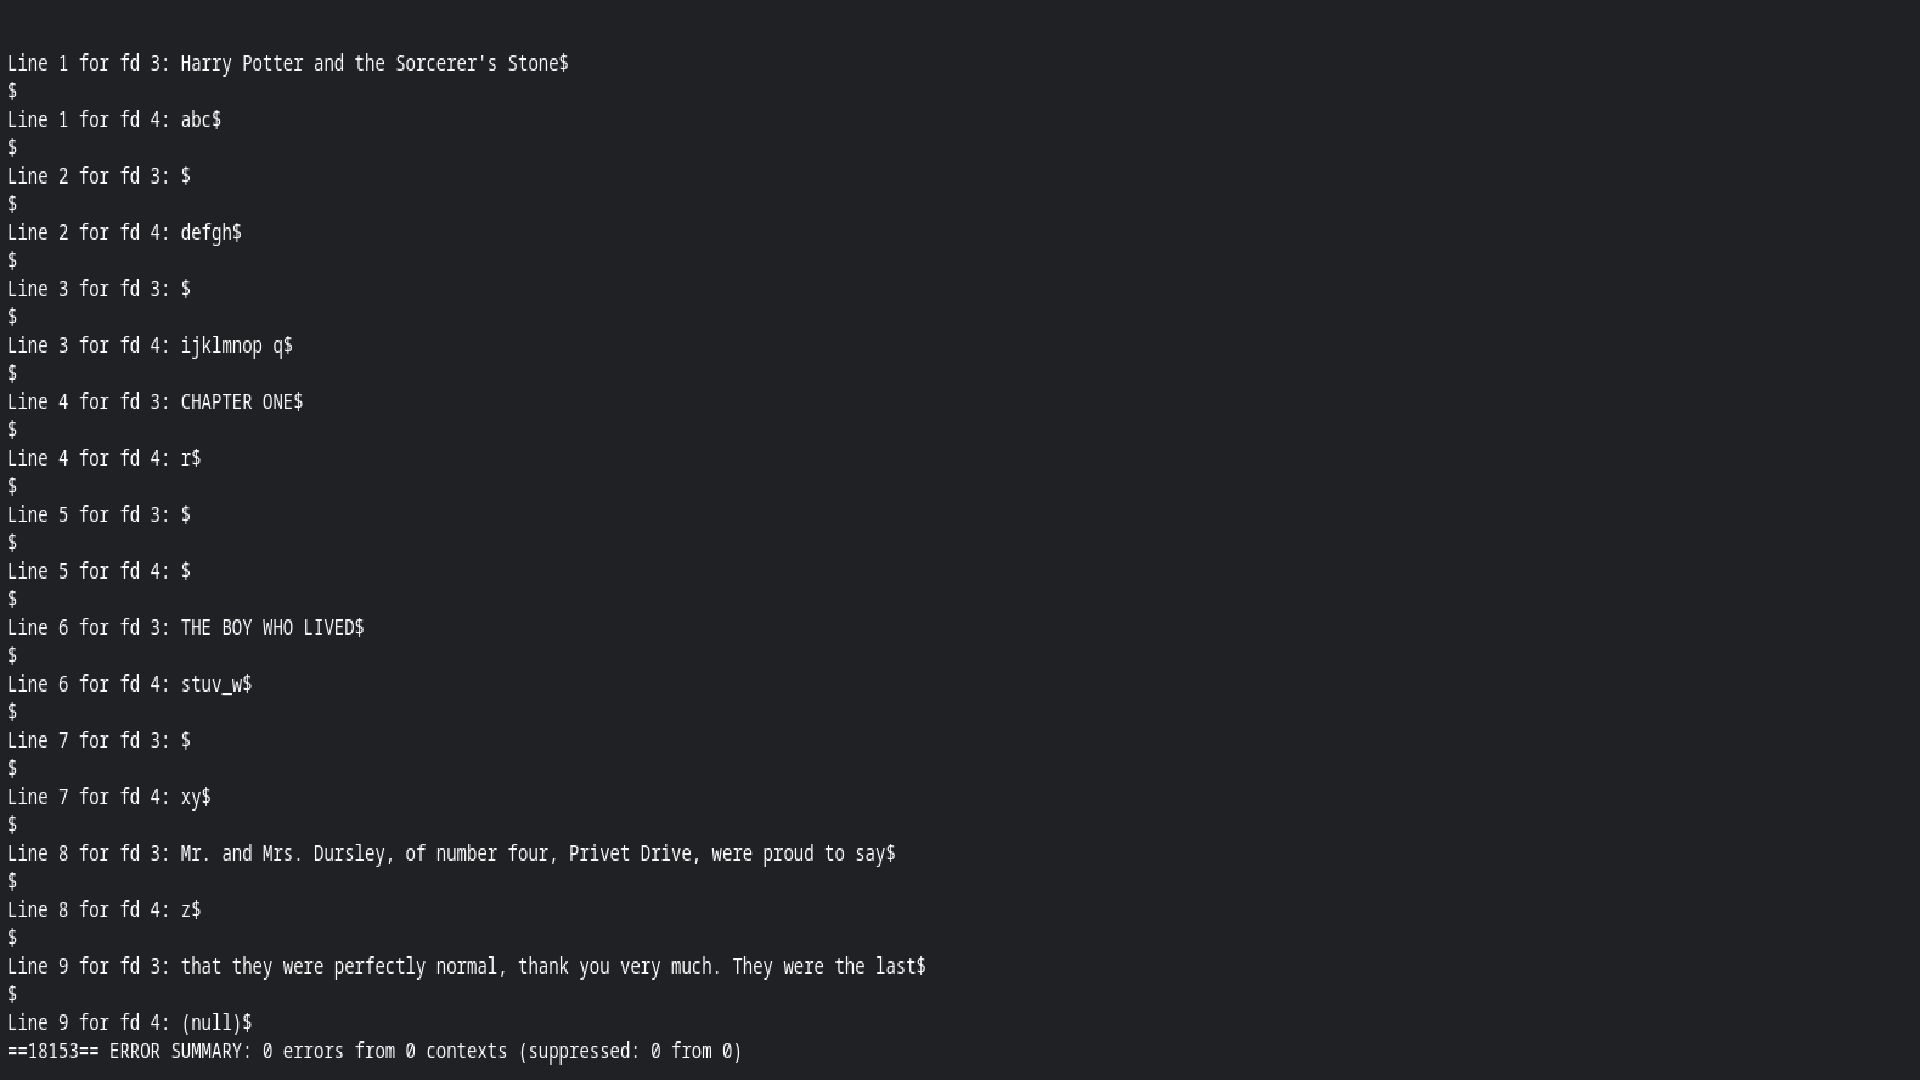 Line 1 for fd 3: Harry Potter and the Sorcerer's Stone$
$
Line 1 for fd 4: abc$
$
Line 2 for fd 3: $
$
Line 2 for fd 4: defgh$
$
Line 3 for fd 3: $
$
Line 3 for fd 4: ijklmnop q$
$
Line 4 for fd 3: CHAPTER ONE$
$
Line 4 for fd 4: r$
$
Line 5 for fd 3: $
$
Line 5 for fd 4: $
$
Line 6 for fd 3: THE BOY WHO LIVED$
$
Line 6 for fd 4: stuv_w$
$
Line 7 for fd 3: $
$
Line 7 for fd 4: xy$
$
Line 8 for fd 3: Mr. and Mrs. Dursley, of number four, Privet Drive, were proud to say$
$
Line 8 for fd 4: z$
$
Line 9 for fd 3: that they were perfectly normal, thank you very much. They were the last$
$
Line 9 for fd 4: (null)$
==18153== ERROR SUMMARY: 0 errors from 0 contexts (suppressed: 0 from 0)